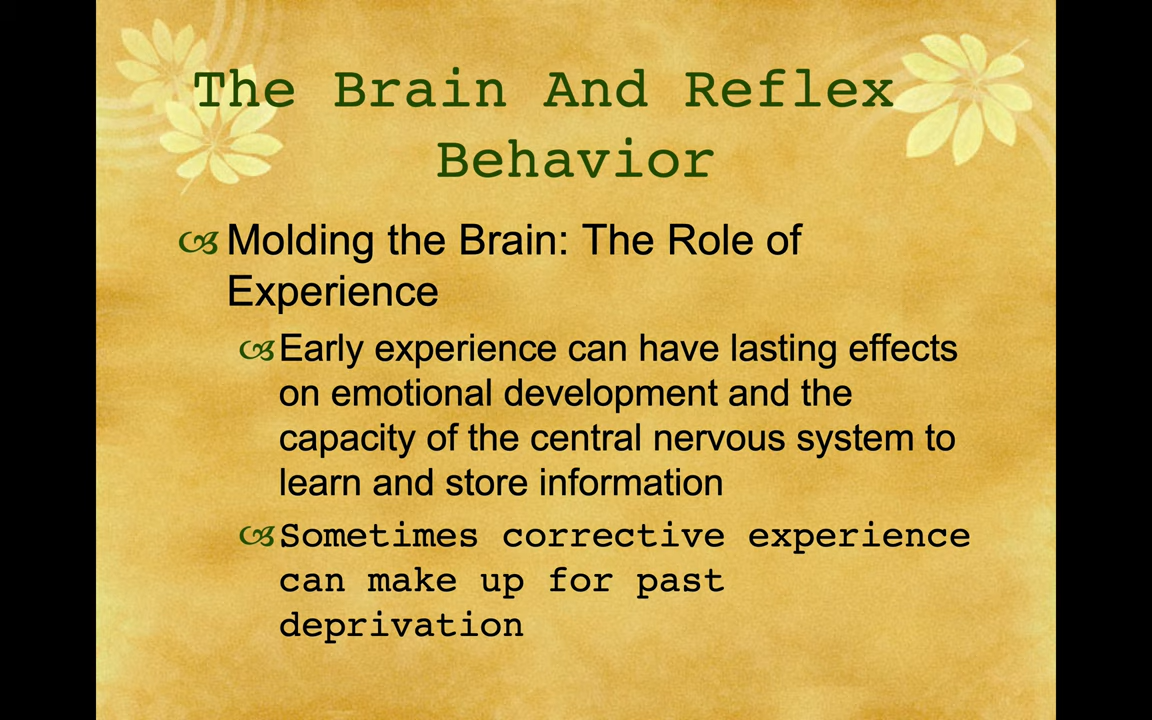 The Brain And Reflex
Behavior
Molding the Brain: The Role of
Experience
Early experience can have lasting effects
on emotional development and the
capacity of the central nervous system to
learn and store information
Sometimes corrective experience
can make up for past
deprivation